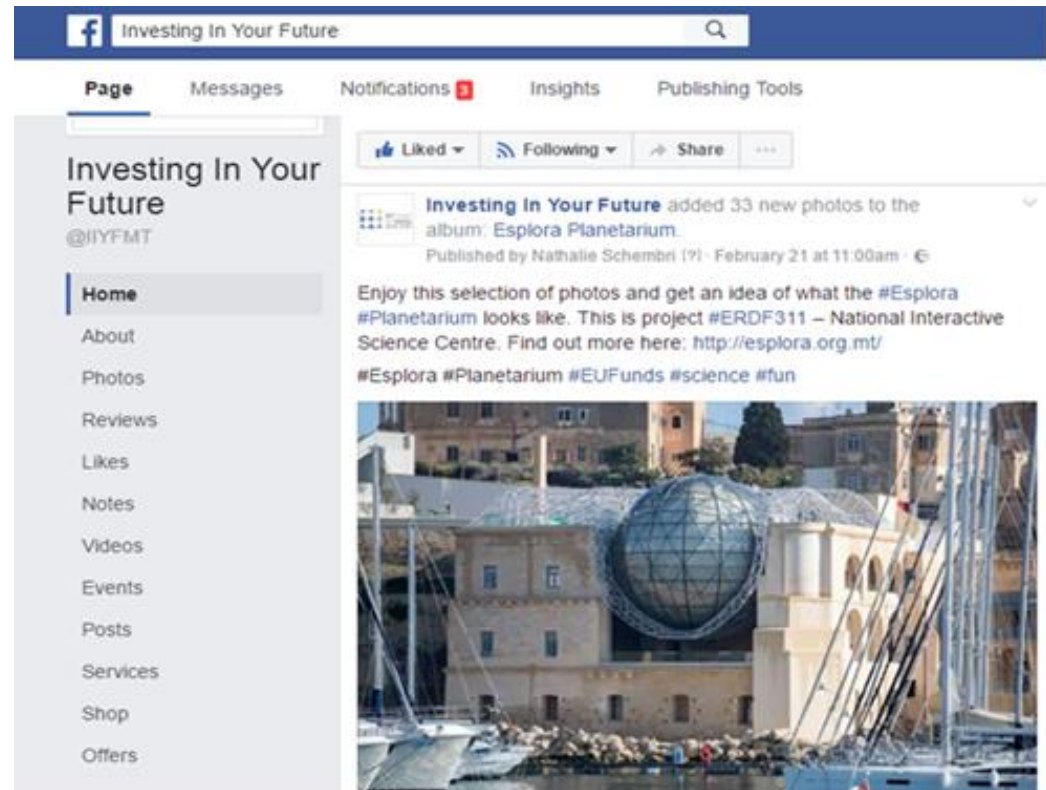 Investing In Your Future
Page Messages Notifications 3 Insights Publishing Tools
Investing In Your
Future
@IIYFMT
Home
About
Photos
Reviews
Likes
Notes
Videos
Events
Posts
Services
Shop
Offers
Liked Following Share
Investing In Your Future added 33 new photos to the
album: Esplora Planetarium.
Published by Nathalie Schembri [?] · February 21 at 11:00am ·
Enjoy this selection of photos and get an idea of what the #Esplora
#Planetarium looks like. This is project #ERDF311 – National Interactive
Science Centre. Find out more here: http://esplora.org.mt/
#Esplora #Planetarium #EUFunds #science #fun